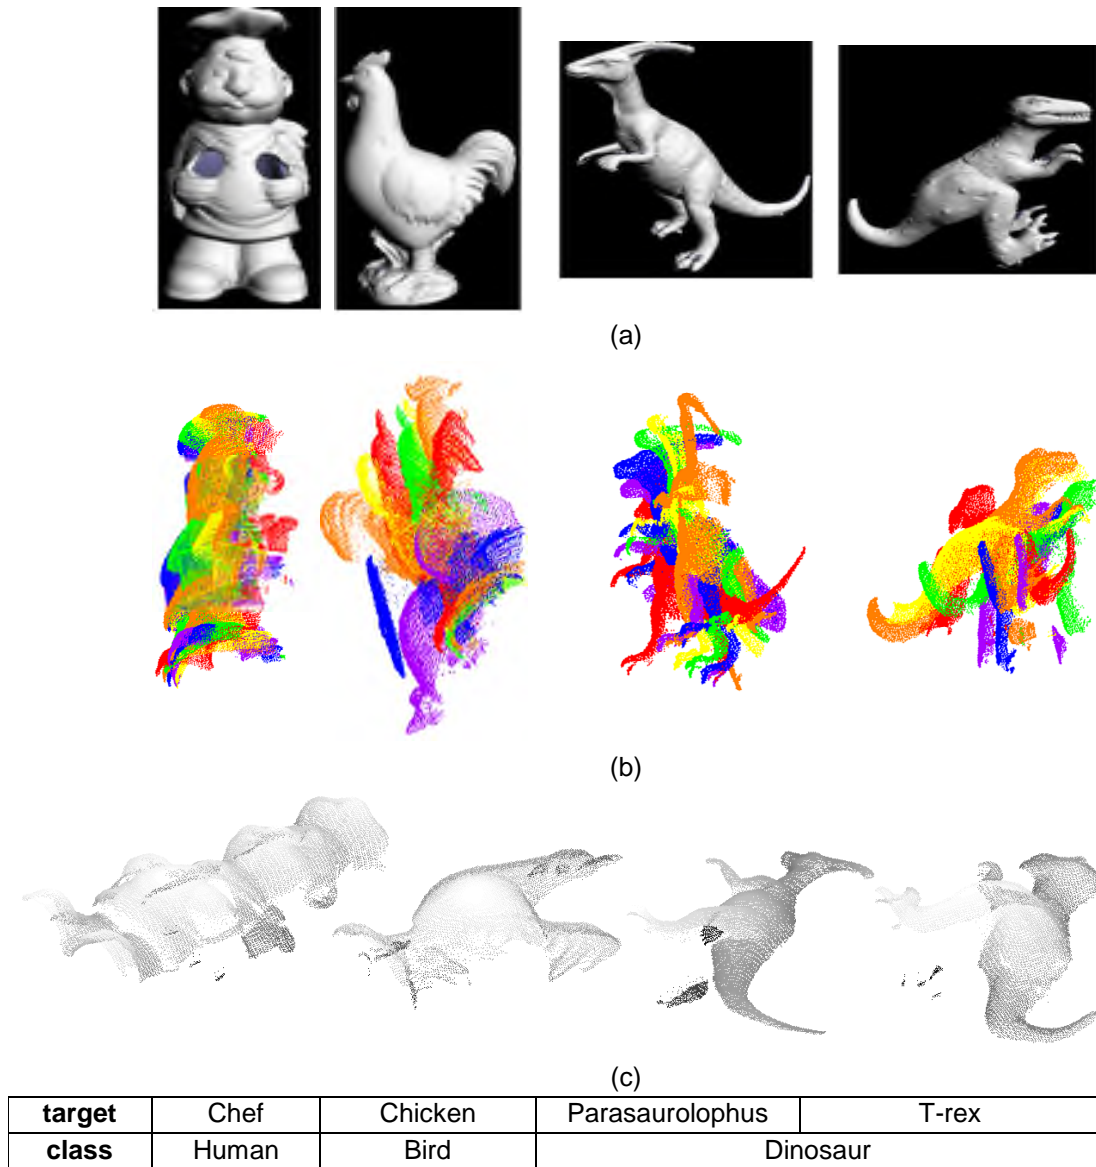 (a)
(b)
(c)
target Chef Chicken Parasaurolophus T-rex
class Human Bird Dinosaur